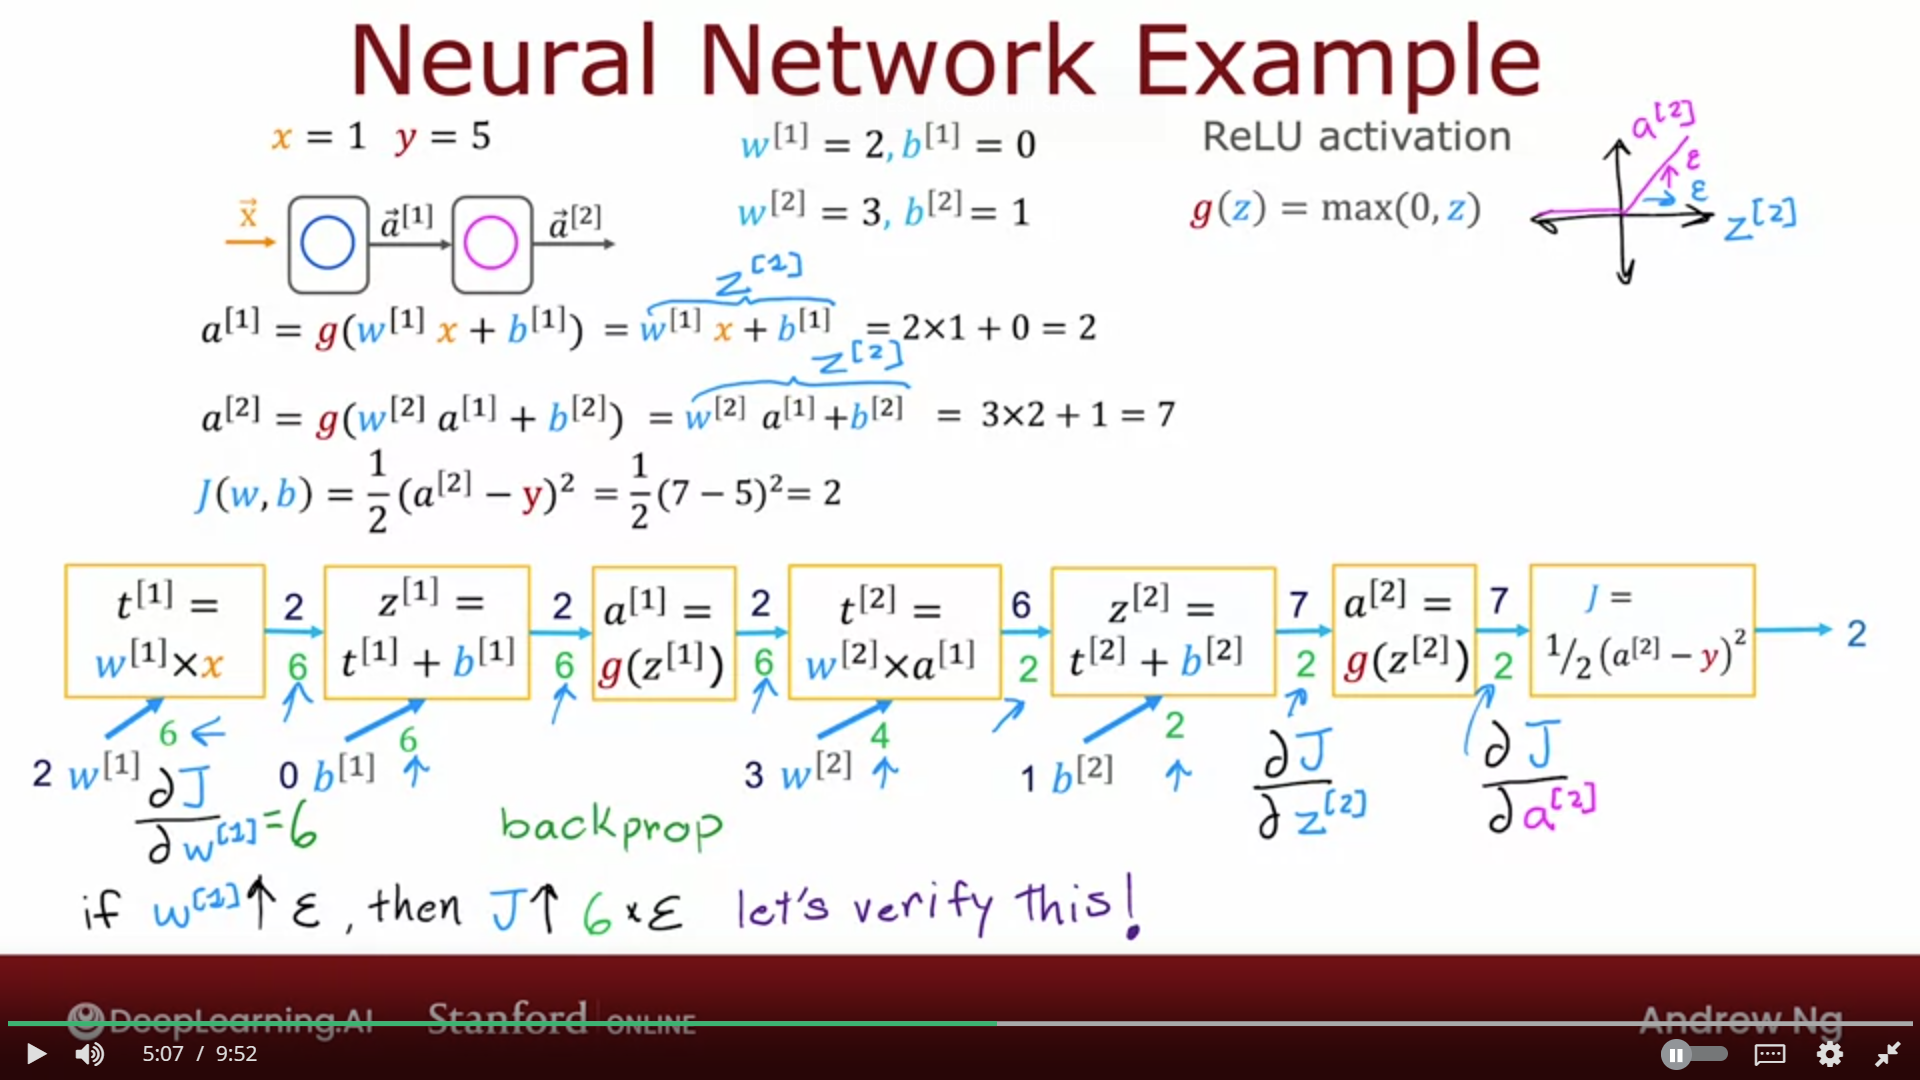 Neural Network Example
x = 1 y = 5
w[1] = 2, b[1] = 0
ReLU activation
a[2]
ε
ε
z[2]
w[2] = 3, b[2] = 1
g(z) = max(0, z)
x⃗
a⃗[1]
a⃗[2]
z[1]
a[1] = g(w[1] x + b[1]) = w[1] x + b[1] = 2×1 + 0 = 2
z[2]
a[2] = g(w[2] a[1] + b[2]) = w[2] a[1] +b[2] = 3×2 + 1 = 7
J(w, b) = 1/2 (a[2] − y)² = 1/2 (7 − 5)² = 2
t[1] = w[1]×x
2
6
z[1] = t[1] + b[1]
2
6
a[1] = g(z[1])
2
6
t[2] = w[2]×a[1]
6
2
z[2] = t[2] + b[2]
7
2
a[2] = g(z[2])
7
2
J = 1/2 (a[2] − y)²
2
2 w[1]
6 ←
0 b[1]
6 ↑
3 w[2]
4 ↑
1 b[2]
2 ↑
∂J/∂z[2]
∂J/∂a[2]
∂J/∂w[1] = 6
backprop
if w[1] ↑ ε, then J ↑ 6 × ε let's verify this!
DeepLearning.AI Stanford | ONLINE
Andrew Ng
5:07 / 9:52